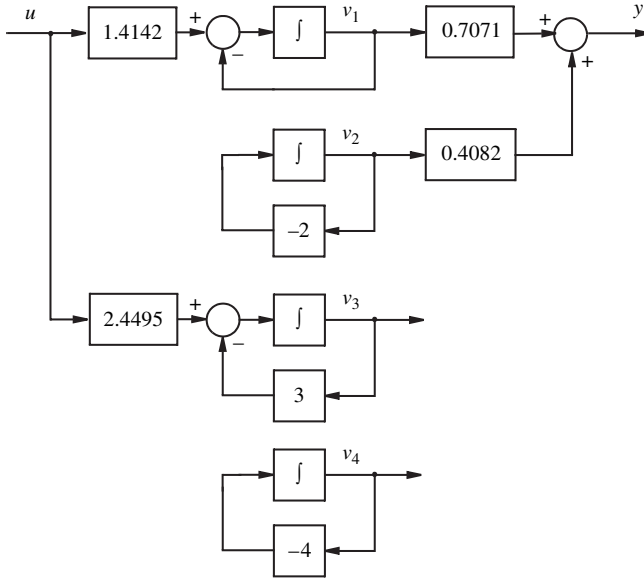 u 1.4142 + − ∫ v₁ 0.7071 + + y
∫ v₂ 0.4082
−2
2.4495 + − ∫ v₃
3
∫ v₄
−4